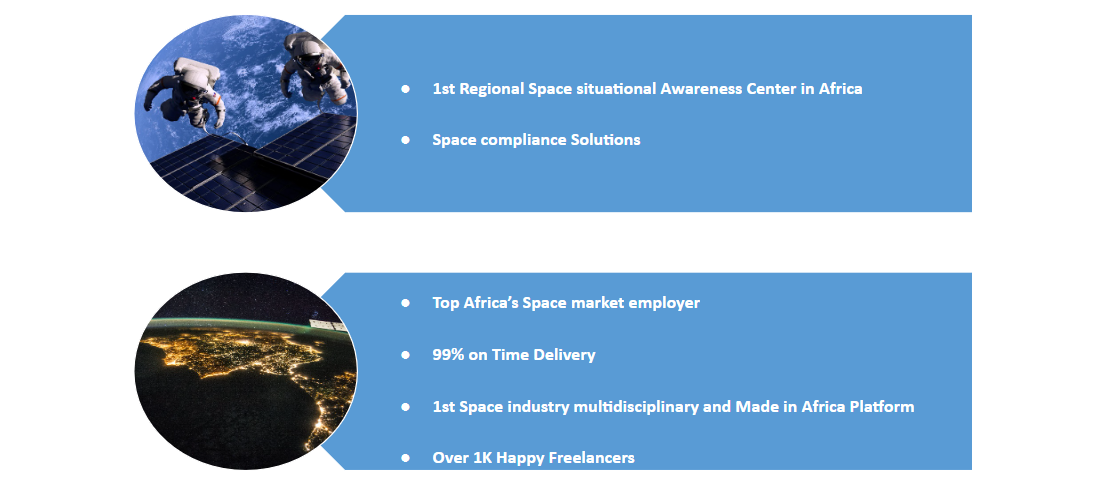 ● 1st Regional Space situational Awareness Center in Africa
● Space compliance Solutions
● Top Africa’s Space market employer
● 99% on Time Delivery
● 1st Space industry multidisciplinary and Made in Africa Platform
● Over 1K Happy Freelancers